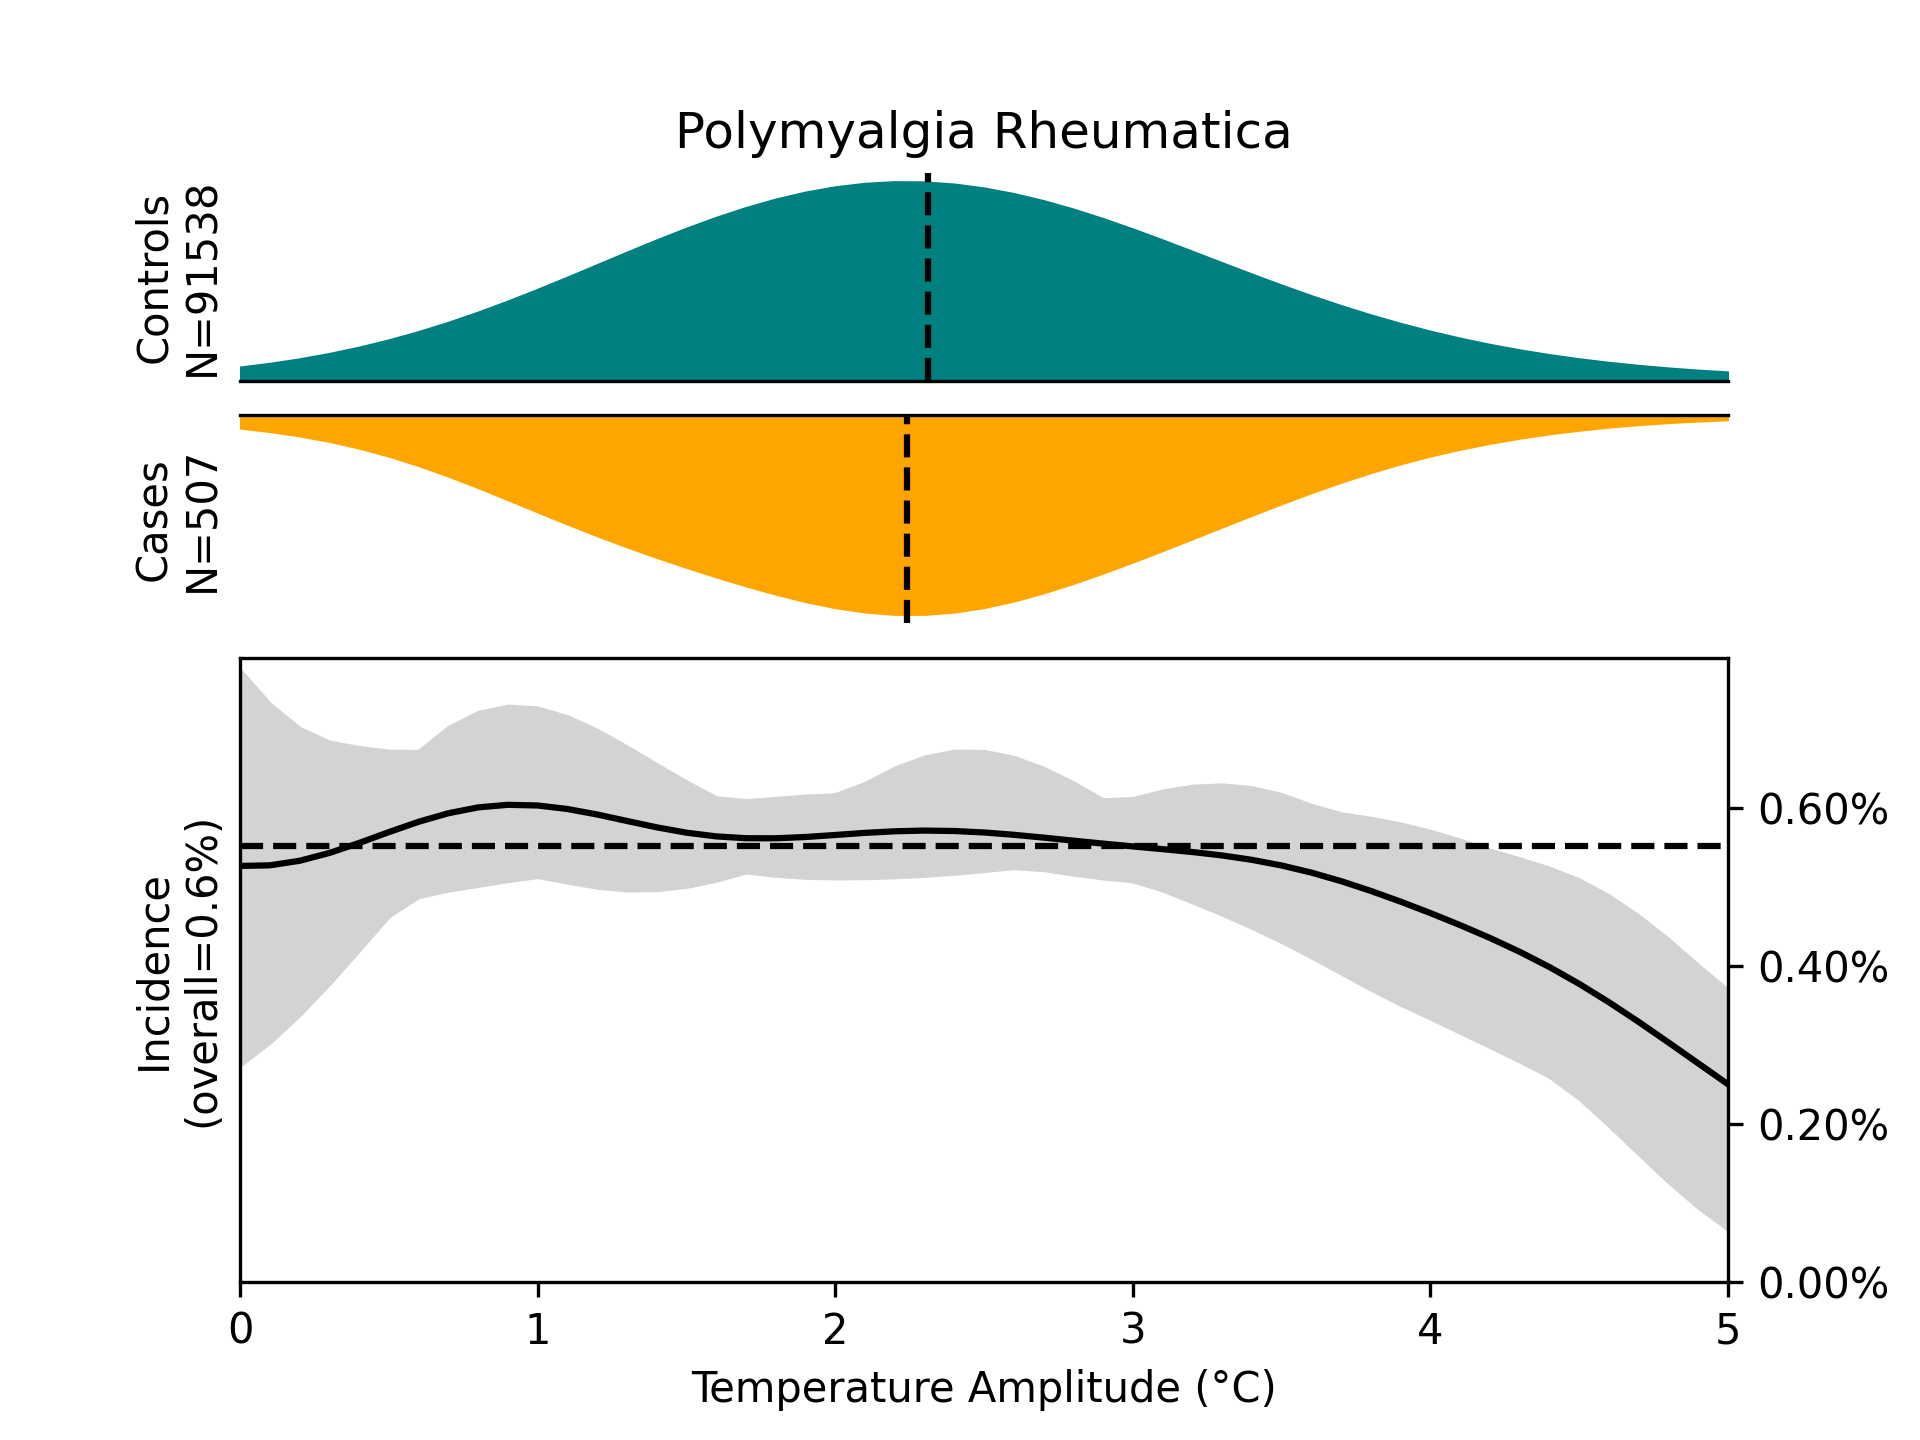 Polymyalgia Rheumatica
Controls
N=91538
Cases
N=507
Incidence
(overall=0.6%)
0.60%
0.40%
0.20%
0.00%
0
1
2
3
4
5
Temperature Amplitude (°C)